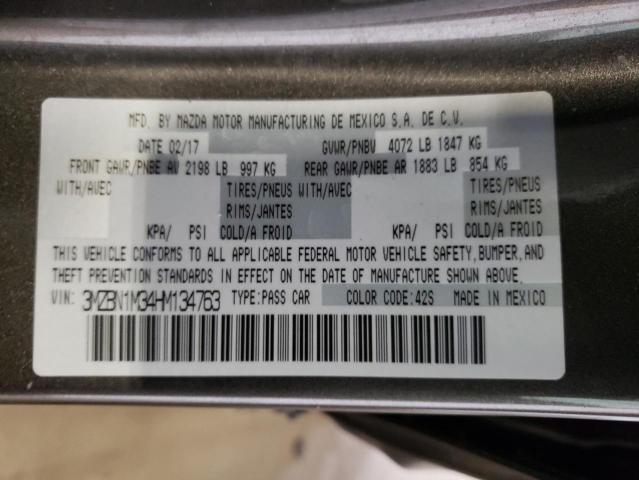 MFD. BY MAZDA MOTOR MANUFACTURING DE MEXICO S.A. DE C.V.
DATE 02/17 GVWR/PNBV 4072 LB 1847 KG
FRONT GAWR/PNBE AV 2198 LB 997 KG REAR GAWR/PNBE AR 1883 LB 854 KG
WITH/AVEC TIRES/PNEUS WITH/AVEC TIRES/PNEUS
RIMS/JANTES RIMS/JANTES
KPA/ PSI COLD/A FROID KPA/ PSI COLD/A FROID
THIS VEHICLE CONFORMS TO ALL APPLICABLE FEDERAL MOTOR VEHICLE SAFETY, BUMPER, AND
THEFT PREVENTION STANDARDS IN EFFECT ON THE DATE OF MANUFACTURE SHOWN ABOVE.
VIN: 3MZBN1M34HM134763 TYPE:PASS CAR COLOR CODE:42S MADE IN MEXICO